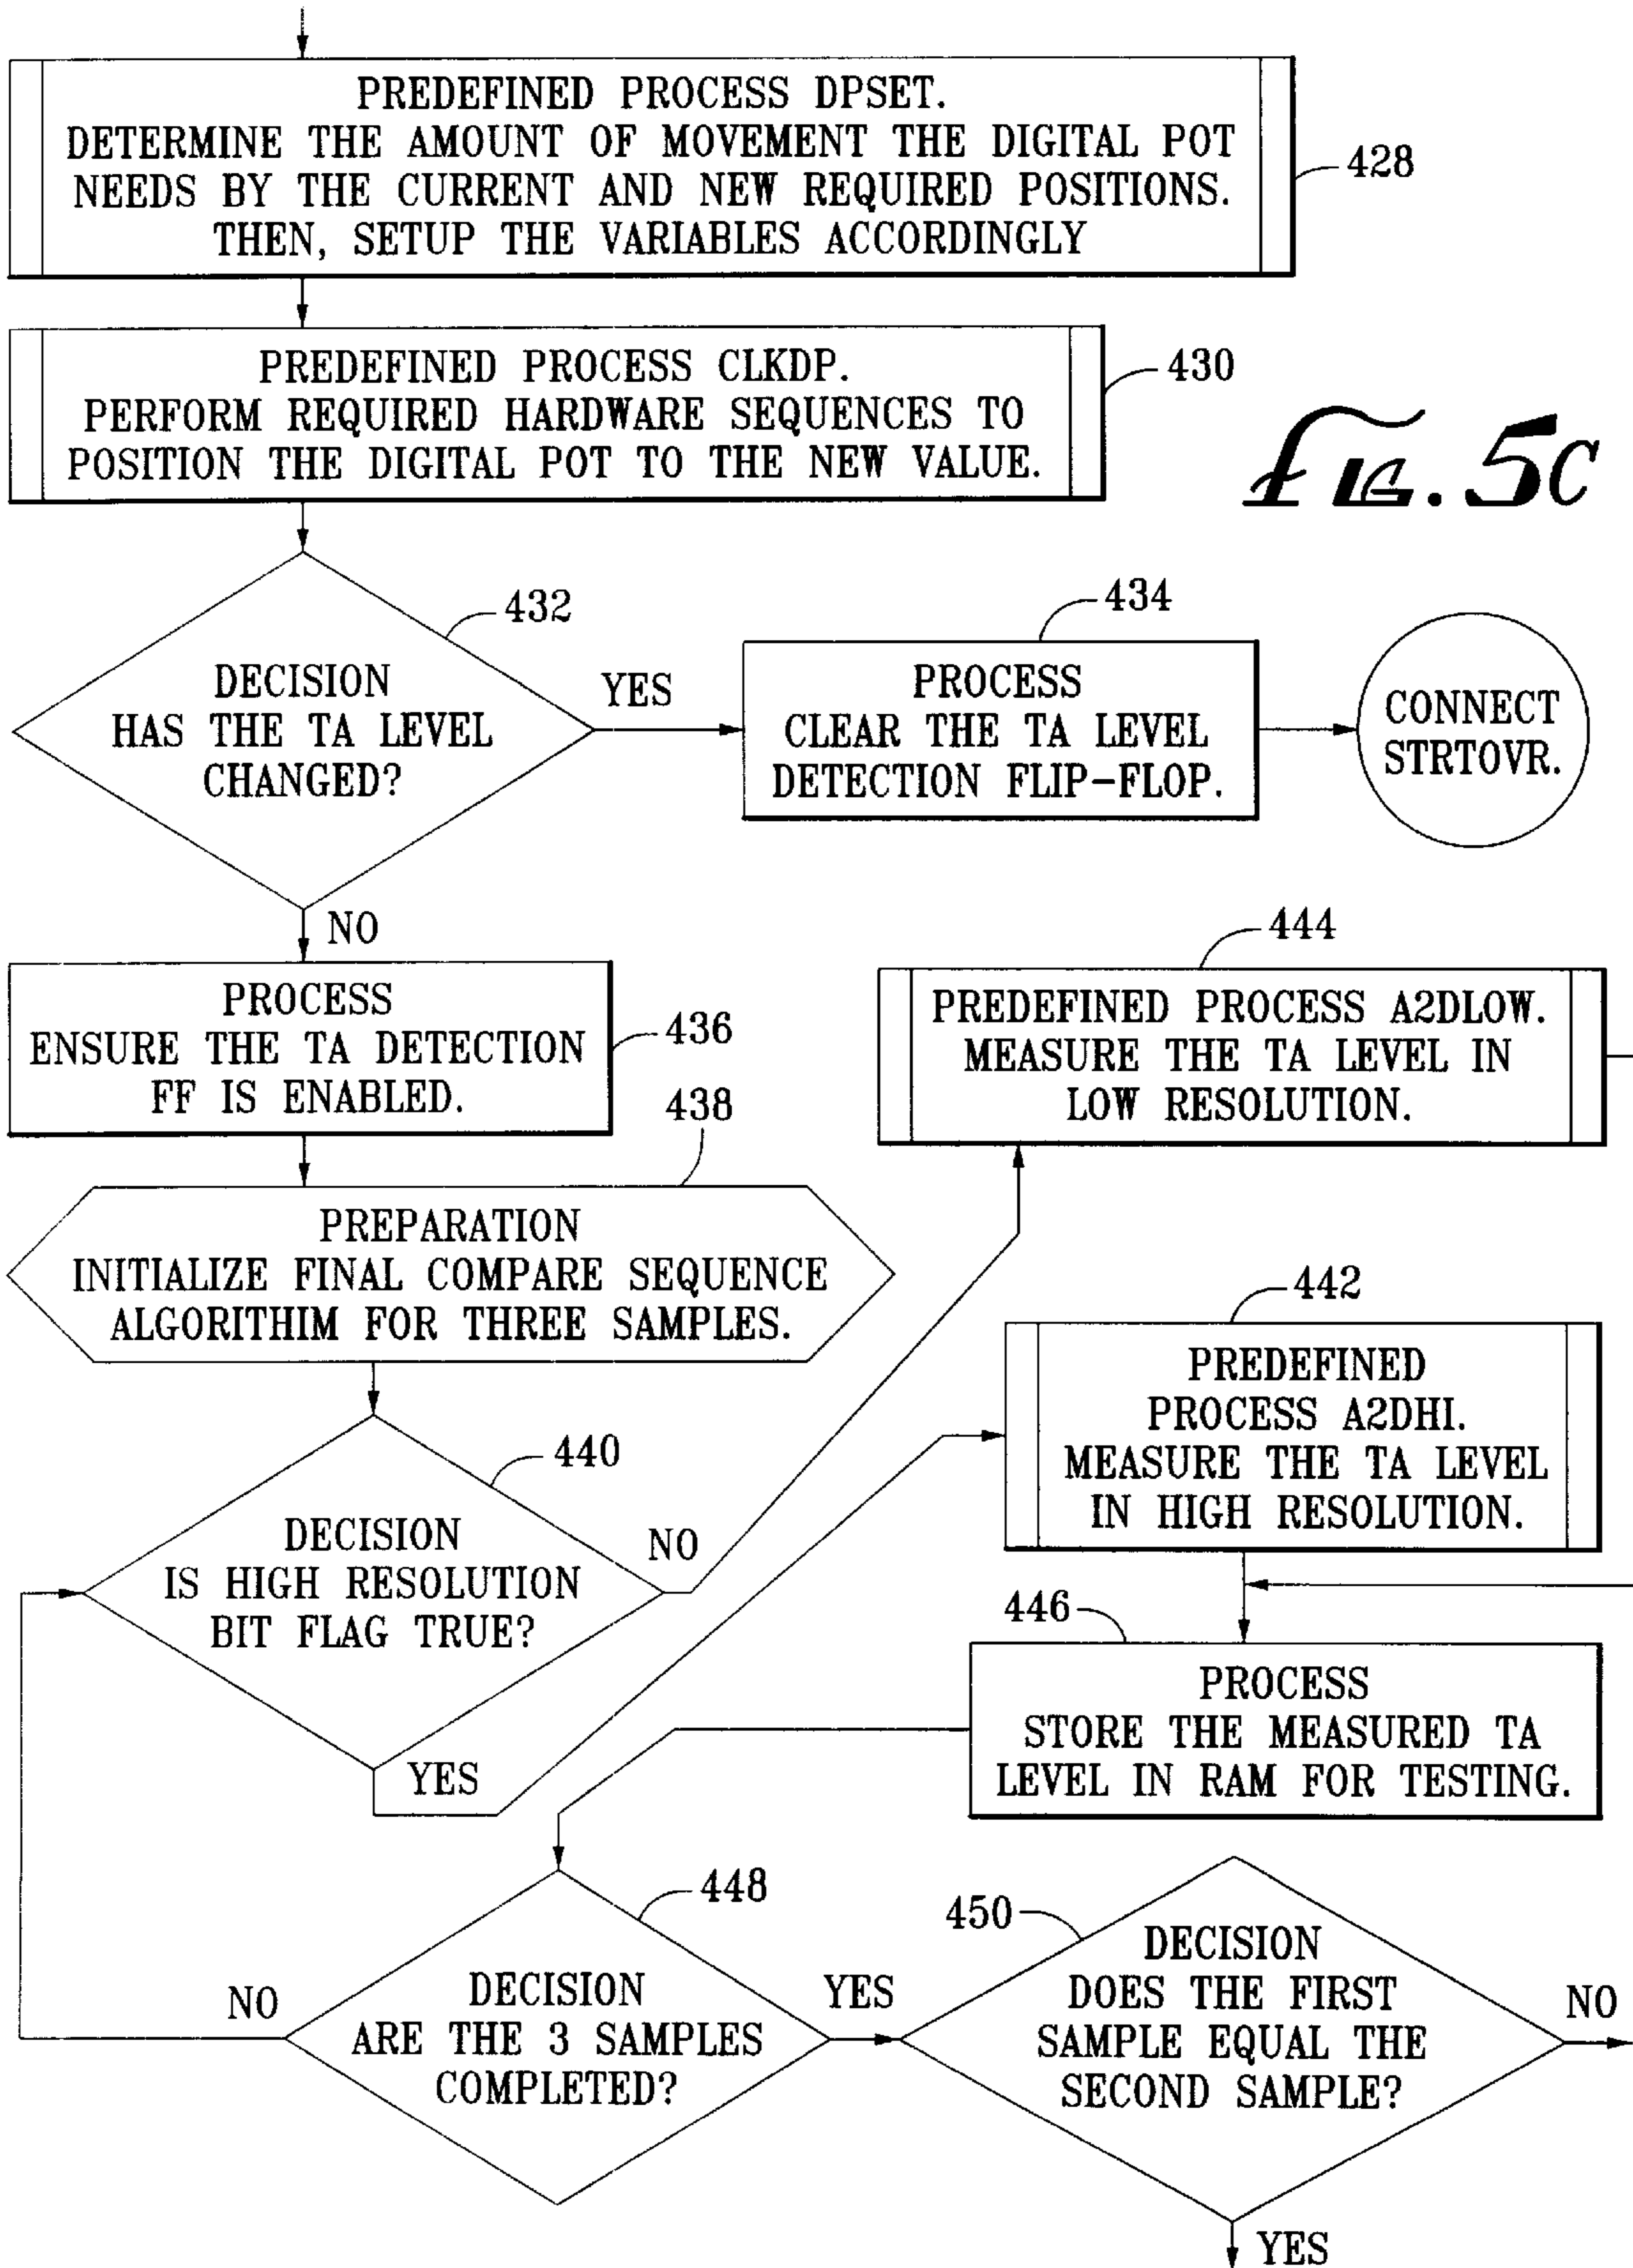 PREDEFINED PROCESS DPSET.
DETERMINE THE AMOUNT OF MOVEMENT THE DIGITAL POT
NEEDS BY THE CURRENT AND NEW REQUIRED POSITIONS.
THEN, SETUP THE VARIABLES ACCORDINGLY
428
PREDEFINED PROCESS CLKDP.
PERFORM REQUIRED HARDWARE SEQUENCES TO
POSITION THE DIGITAL POT TO THE NEW VALUE.
430
FIG. 5C
432
DECISION
HAS THE TA LEVEL
CHANGED?
YES
434
PROCESS
CLEAR THE TA LEVEL
DETECTION FLIP-FLOP.
CONNECT
STRTOVR.
NO
PROCESS
ENSURE THE TA DETECTION
FF IS ENABLED.
436
444
PREDEFINED PROCESS A2DLOW.
MEASURE THE TA LEVEL IN
LOW RESOLUTION.
438
PREPARATION
INITIALIZE FINAL COMPARE SEQUENCE
ALGORITHIM FOR THREE SAMPLES.
442
PREDEFINED
PROCESS A2DHI.
MEASURE THE TA LEVEL
IN HIGH RESOLUTION.
440
DECISION
IS HIGH RESOLUTION
BIT FLAG TRUE?
NO
YES
446
PROCESS
STORE THE MEASURED TA
LEVEL IN RAM FOR TESTING.
448
DECISION
ARE THE 3 SAMPLES
COMPLETED?
NO
YES
450
DECISION
DOES THE FIRST
SAMPLE EQUAL THE
SECOND SAMPLE?
NO
YES